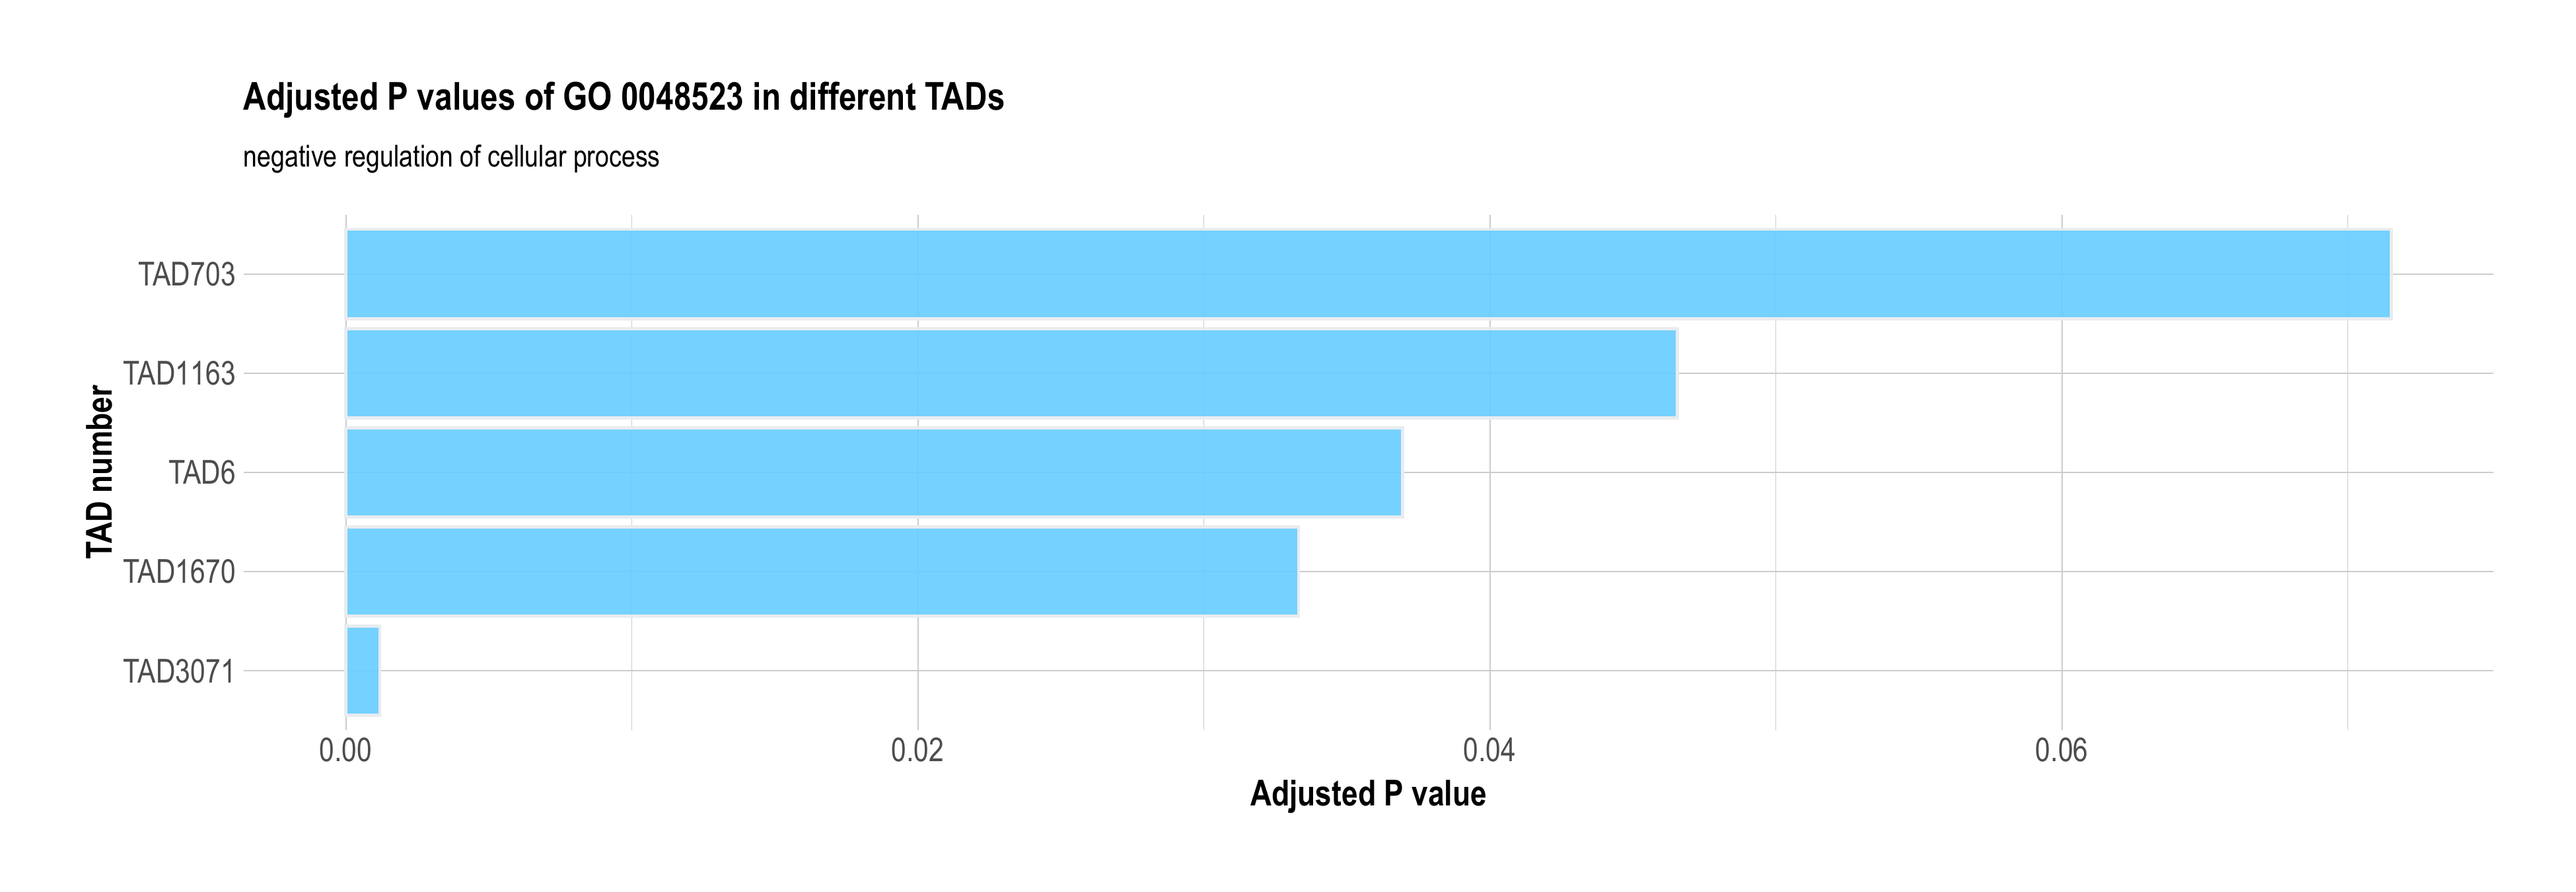 Adjusted P values of GO 0048523 in different TADs
negative regulation of cellular process
TAD number
TAD703
TAD1163
TAD6
TAD1670
TAD3071
0.00 0.02 0.04 0.06
Adjusted P value